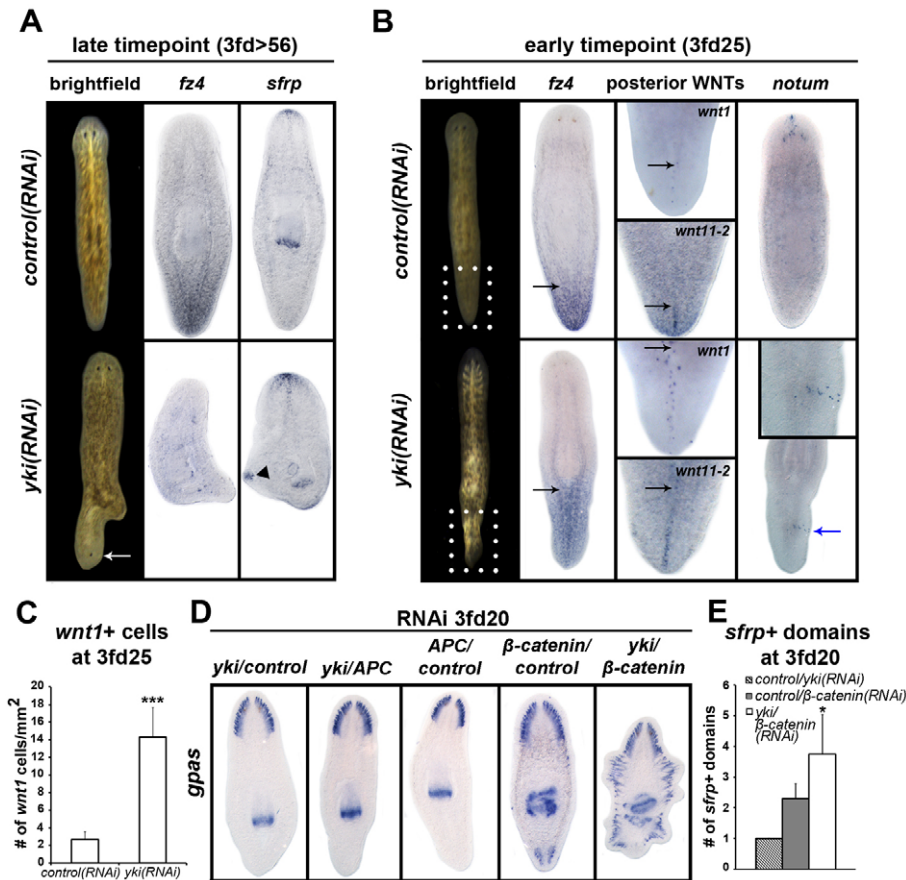 A
late timepoint (3fd>56)
brightfield
fz4
sfrp
control(RNAi)
yki(RNAi)
B
early timepoint (3fd25)
brightfield
fz4
posterior WNTs
notum
control(RNAi)
yki(RNAi)
wnt1
wnt11-2
wnt1
wnt11-2
C
wnt1+ cells
at 3fd25
# of wnt1 cells/mm2
20
18
16
14
12
10
8
6
4
2
0
***
control(RNAi)
yki(RNAi)
D
RNAi 3fd20
yki/control
yki/APC
APC/
control
β-catenin/
control
yki/
β-catenin
gpas
E
sfrp+ domains
at 3fd20
# of sfrp+ domains
6
5
4
3
2
1
0
control/yki(RNAi)
control/β-catenin(RNAi)
yki/
β-catenin
(RNAi)
*